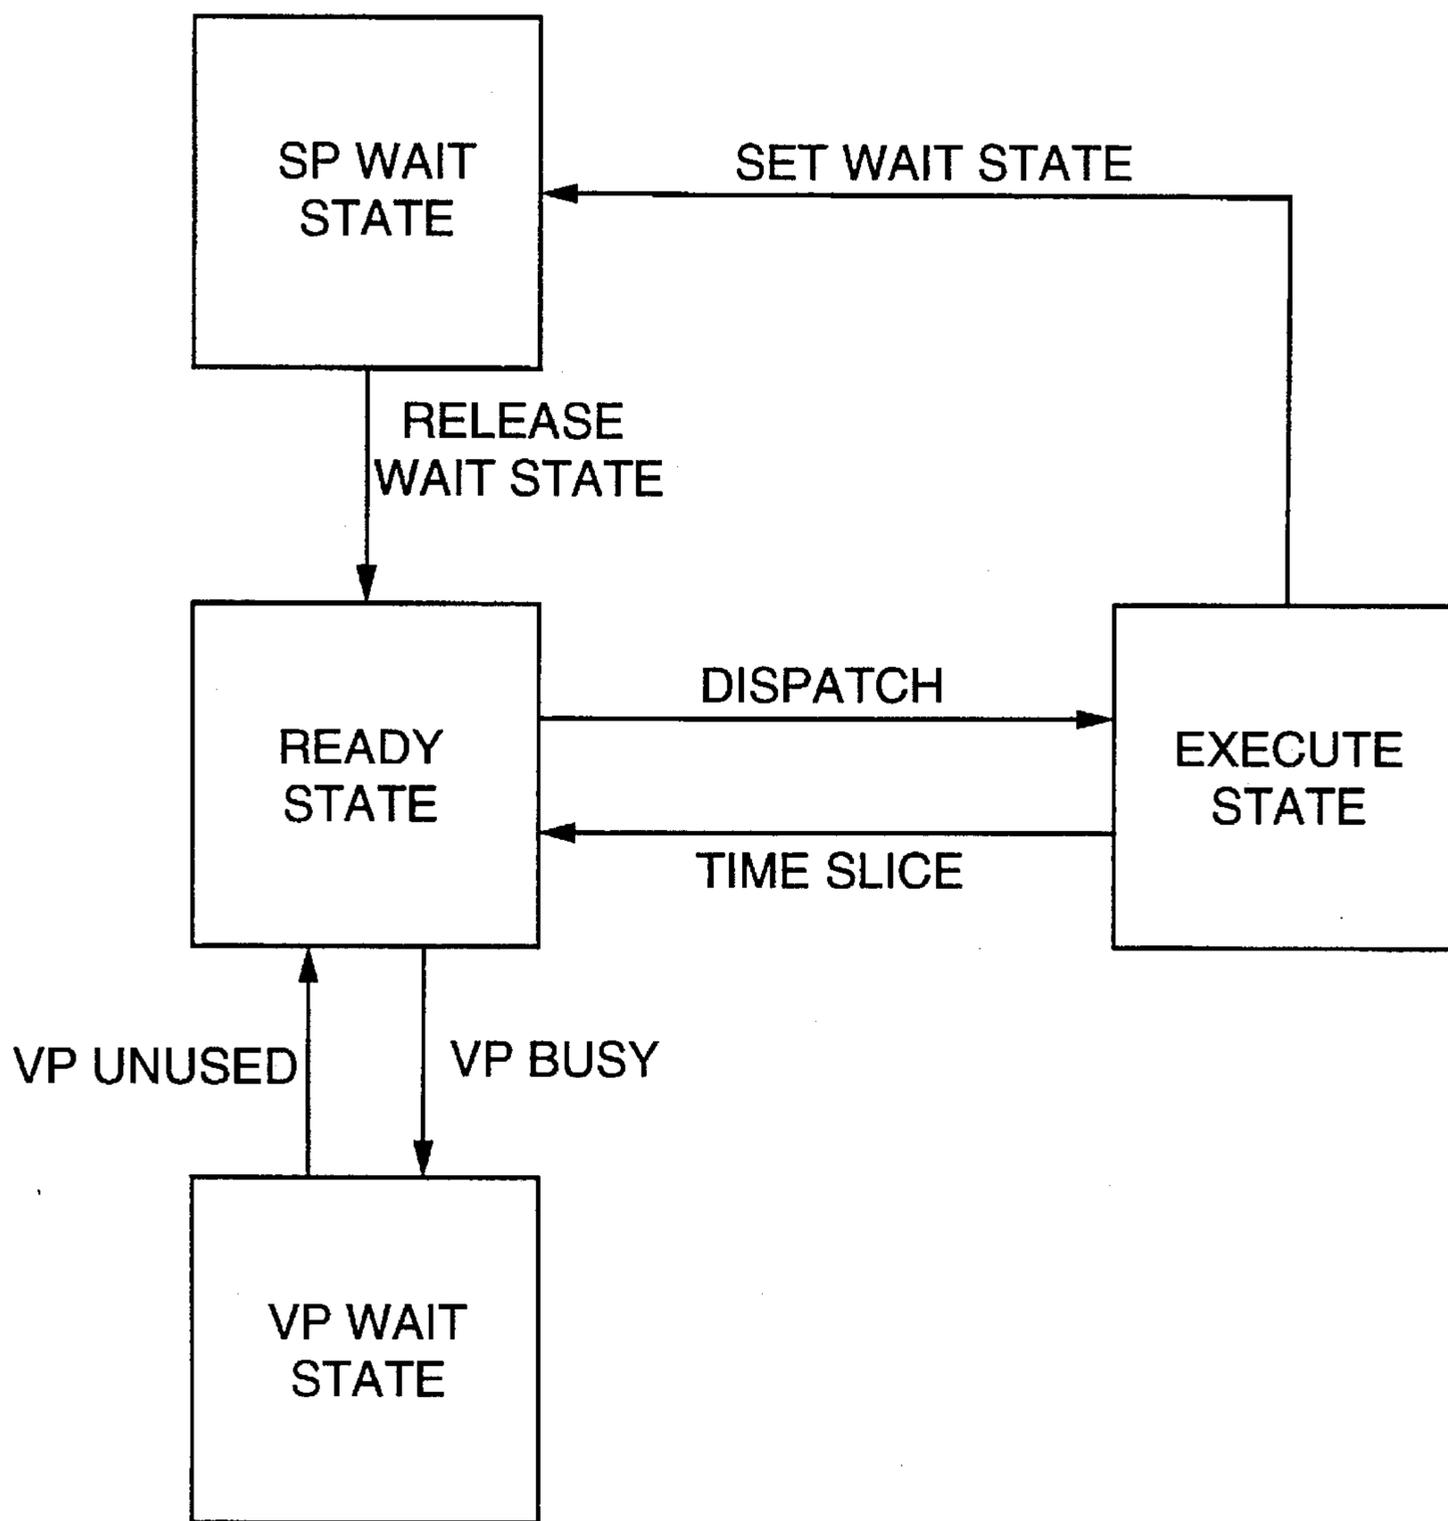 SP WAIT
STATE
SET WAIT STATE
RELEASE
WAIT STATE
READY
STATE
DISPATCH
EXECUTE
STATE
TIME SLICE
VP UNUSED
VP BUSY
VP WAIT
STATE